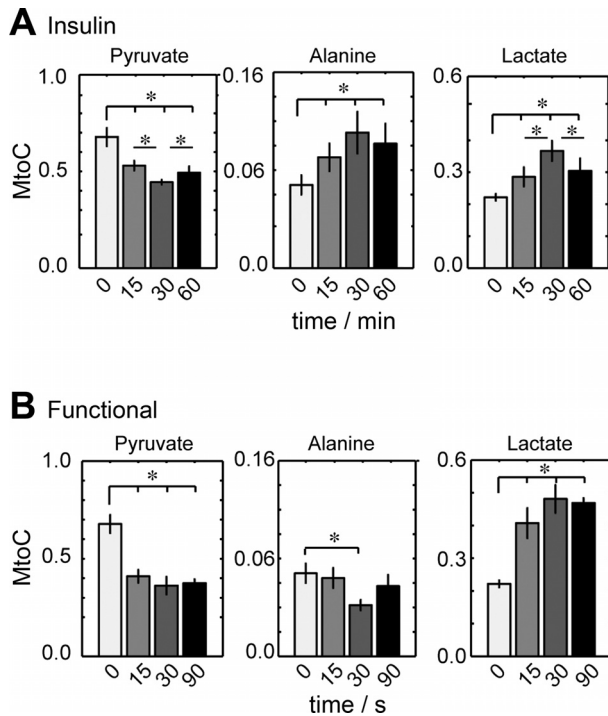 A Insulin
Pyruvate Alanine Lactate
1.0 0.16 0.6
* * *
* * * *
MtoC 0.5 0.06 0.3
0.0 0.0 0.0
0 15 30 60 0 15 30 60 0 15 30 60
time / min
B Functional
Pyruvate Alanine Lactate
1.0 0.16 0.6
* *
*
MtoC 0.5 0.06 0.3
0.0 0.0 0.0
0 15 30 90 0 15 30 90 0 15 30 90
time / s